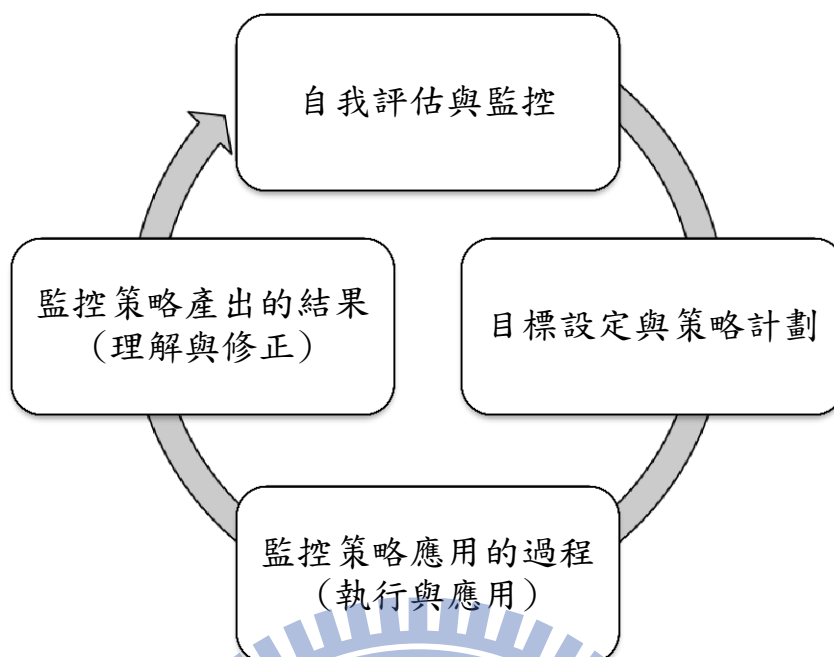 自我評估與監控
目標設定與策略計劃
監控策略應用的過程
（執行與應用）
監控策略產出的結果
（理解與修正）